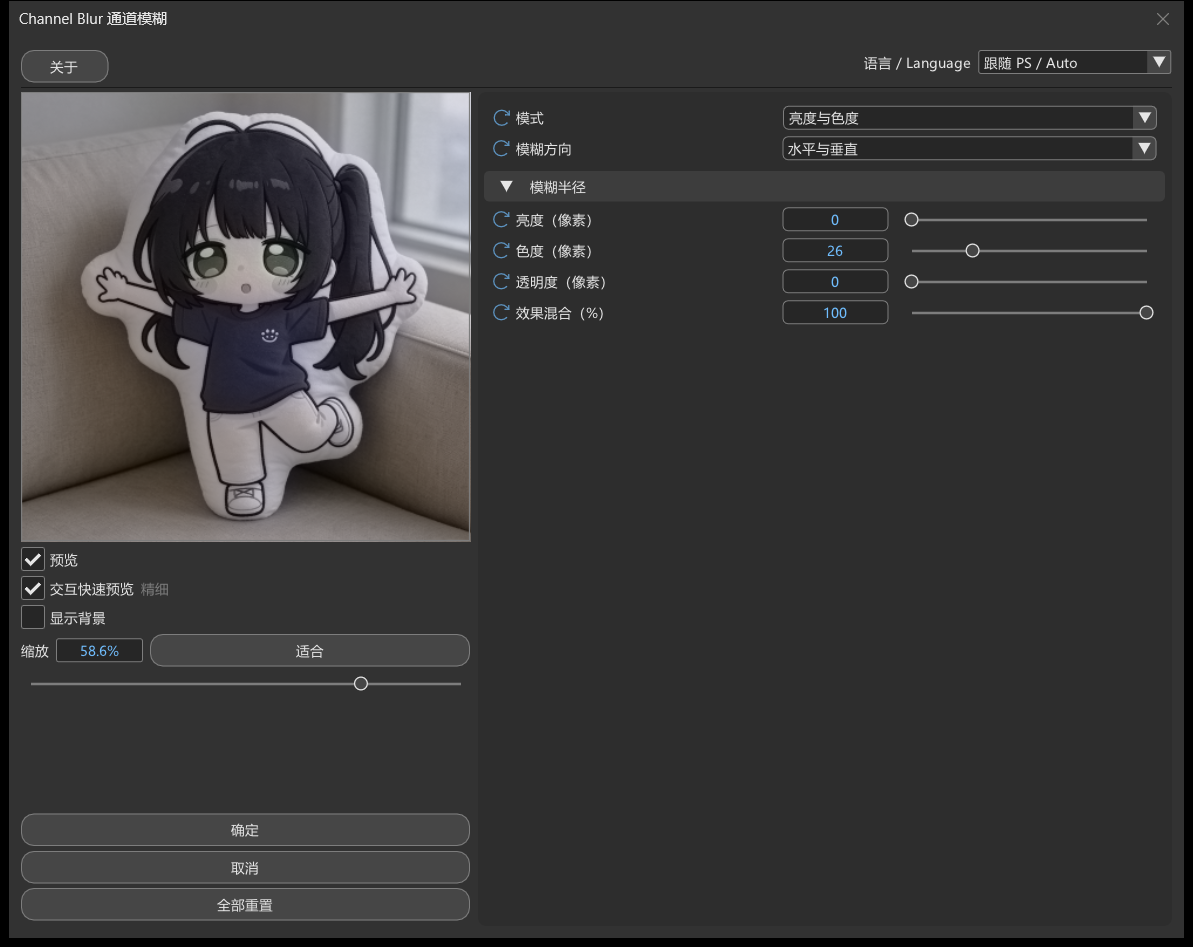 Channel Blur 通道模糊
关于
语言 / Language 跟随 PS / Auto
模式 亮度与色度
模糊方向 水平与垂直
模糊半径
亮度（像素） 0
色度（像素） 26
透明度（像素） 0
效果混合（%） 100
预览
交互快速预览 精细
显示背景
缩放 58.6% 适合
确定
取消
全部重置